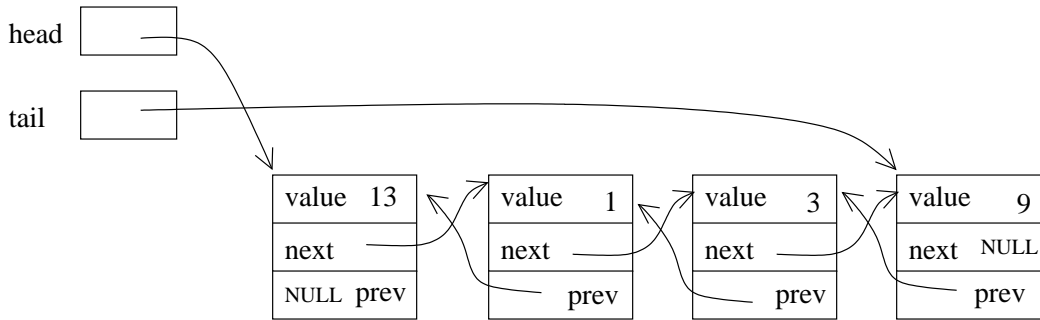 head
tail
value 13
next
NULL prev
value 1
next
prev
value 3
next
prev
value 9
next NULL
prev